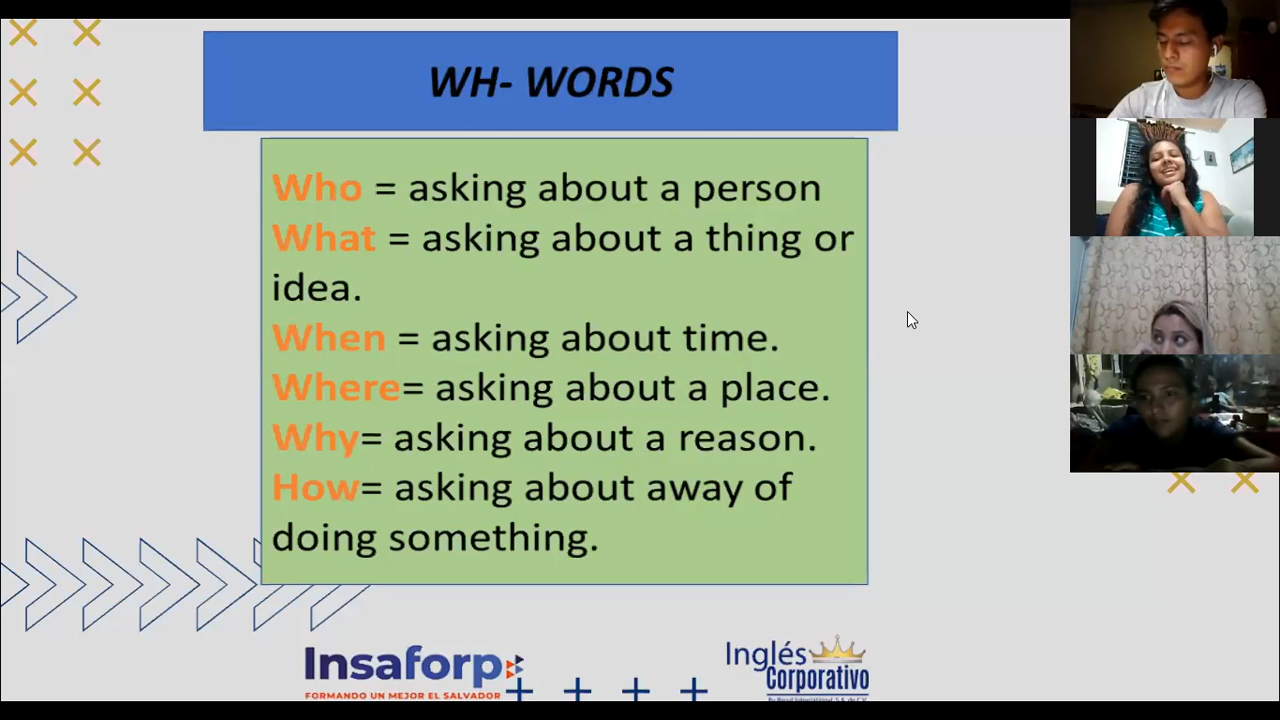 WH- WORDS
Who = asking about a person
What = asking about a thing or
idea.
When = asking about time.
Where= asking about a place.
Why= asking about a reason.
How= asking about away of
doing something.
Insaforp
FORMANDO UN MEJOR EL SALVADOR
Inglés
Corporativo